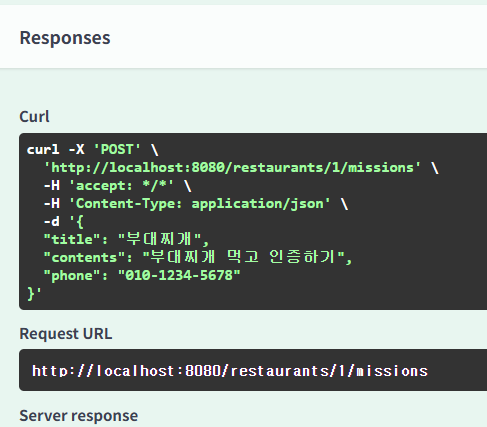 Responses
Curl
curl -X 'POST' \
  'http://localhost:8080/restaurants/1/missions' \
  -H 'accept: */*' \
  -H 'Content-Type: application/json' \
  -d '{
  "title": "부대찌개",
  "contents": "부대찌개 먹고 인증하기",
  "phone": "010-1234-5678"
}'
Request URL
http://localhost:8080/restaurants/1/missions
Server response